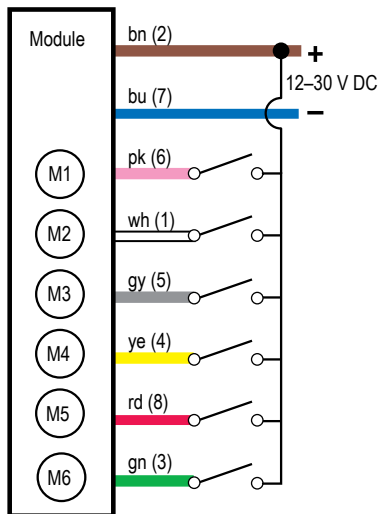 Module
bn (2)
+
12–30 V DC
bu (7)
–
M1
pk (6)
M2
wh (1)
M3
gy (5)
M4
ye (4)
M5
rd (8)
M6
gn (3)